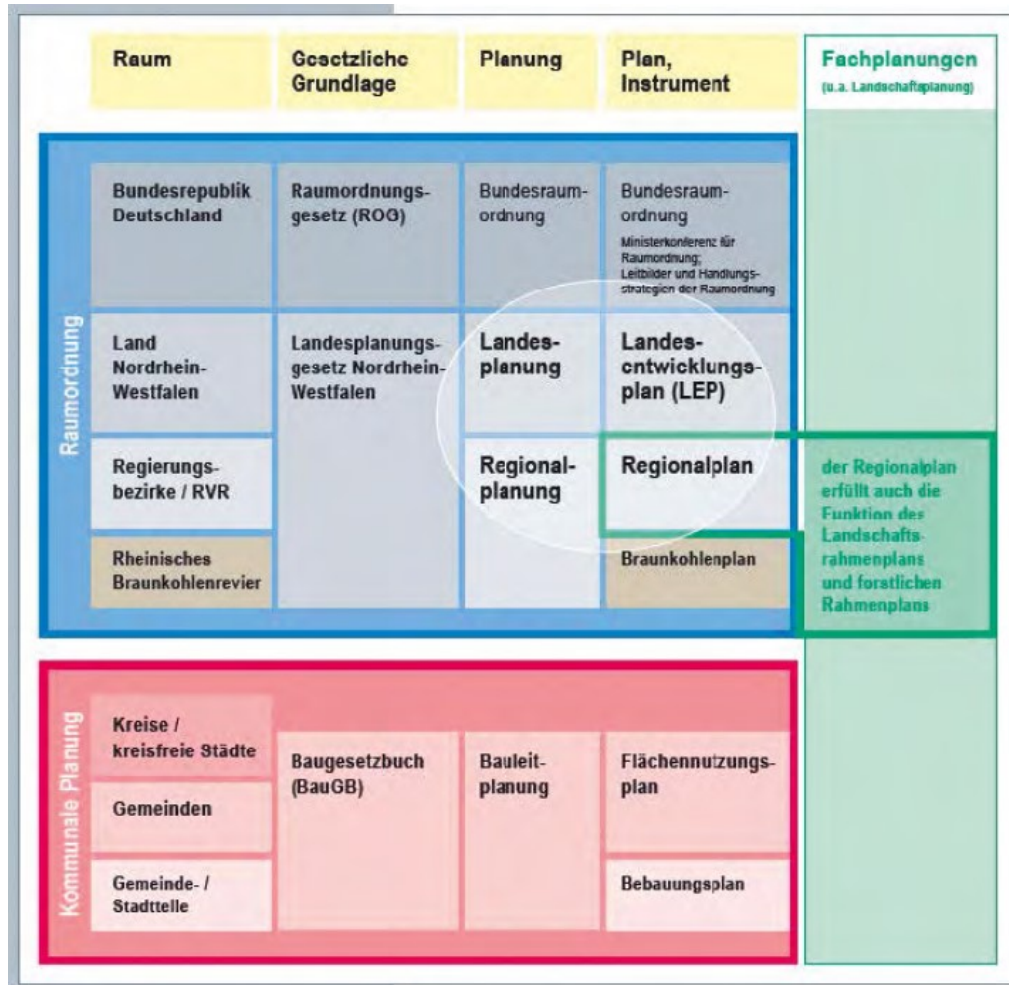 Raum
Gesetzliche
Grundlage
Planung
Plan,
Instrument
Fachplanungen
(u.a. Landschaftsplanung)
Raumordnung
Bundesrepublik
Deutschland
Raumordnungs-
gesetz (ROG)
Bundesraum-
ordnung
Bundesraum-
ordnung
Ministerkonferenz für
Raumordnung;
Leitbilder und Handlungs-
strategien der Raumordnung
Land
Nordrhein-
Westfalen
Landesplanungs-
gesetz Nordrhein-
Westfalen
Landes-
planung
Landes-
entwicklungs-
plan (LEP)
Regierungs-
bezirke / RVR
Regional-
planung
Regionalplan
der Regionalplan
erfüllt auch die
Funktion des
Landschafts-
rahmenplans
und forstlichen
Rahmenplans
Rheinisches
Braunkohlenrevier
Braunkohlenplan
Kommunale Planung
Kreise /
kreisfreie Städte
Baugesetzbuch
(BauGB)
Bauleit-
planung
Flächennutzungs-
plan
Gemeinden
Gemeinde- /
Stadtteile
Bebauungsplan